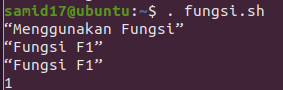 samid17@ubuntu:~$ . fungsi.sh
“Menggunakan Fungsi”
“Fungsi F1”
“Fungsi F1”
1